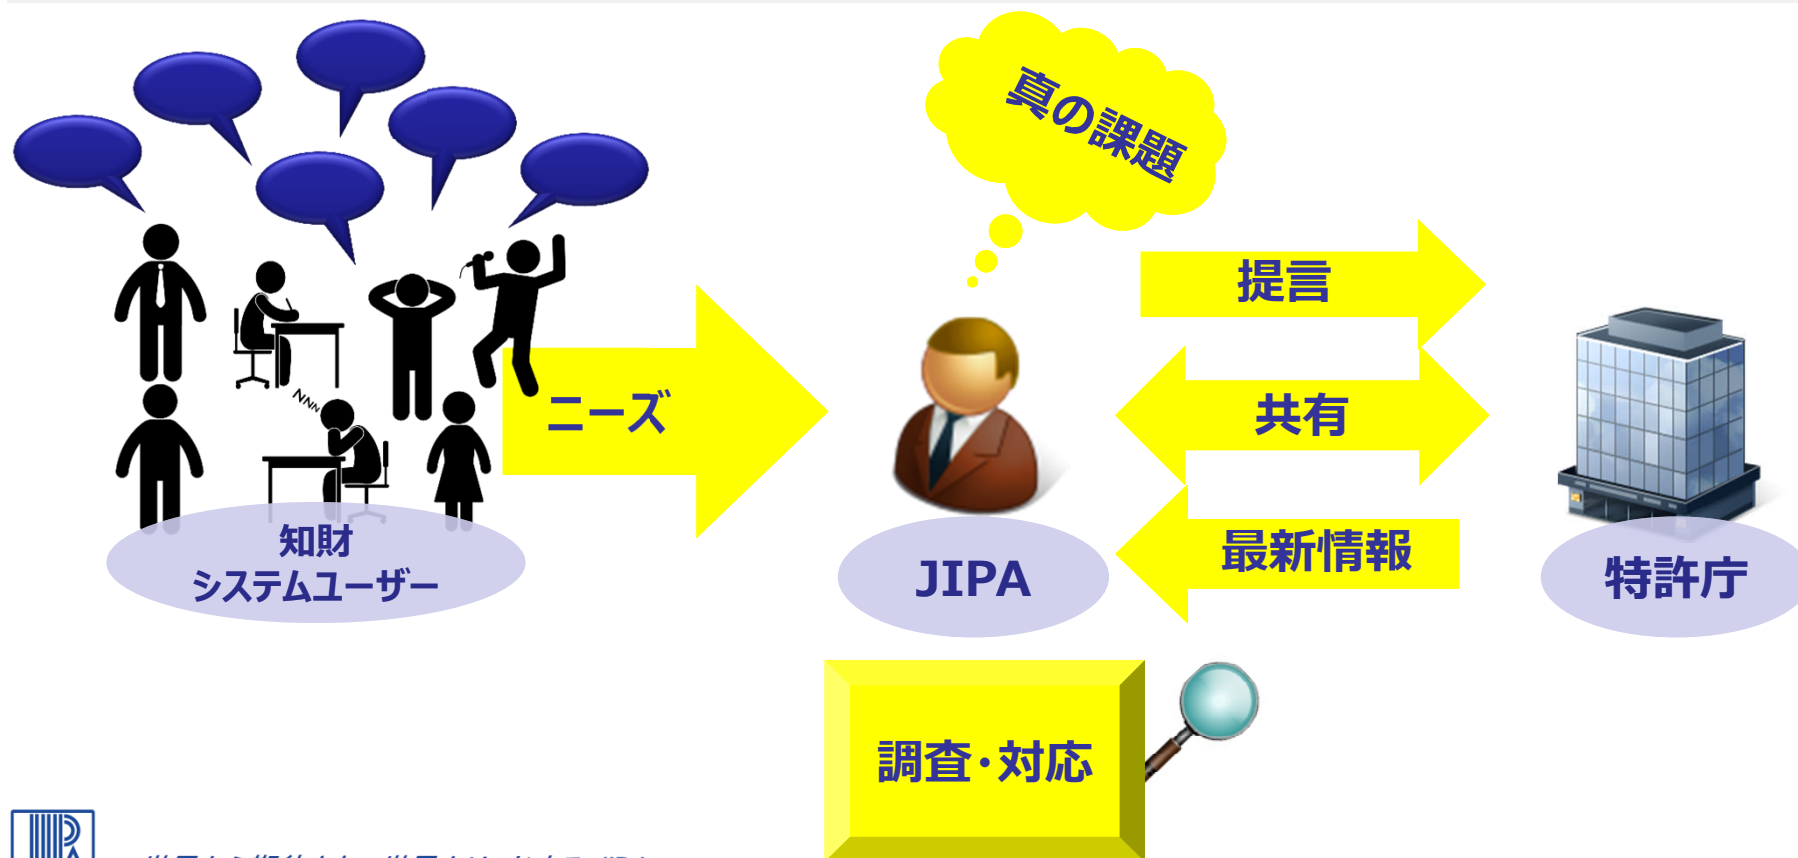 真の課題
提言
ニーズ
共有
最新情報
知財
システムユーザー
JIPA
特許庁
調査・対応